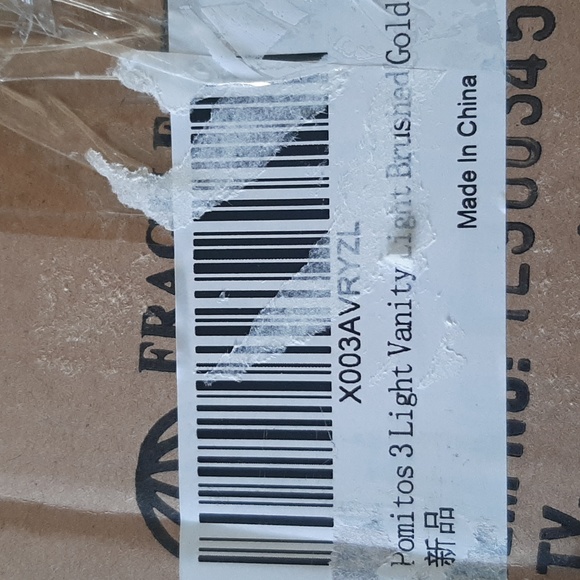 X003AVRYZL
Pomitos 3 Light Vanity Light Brushed Gold
新品
Made In China